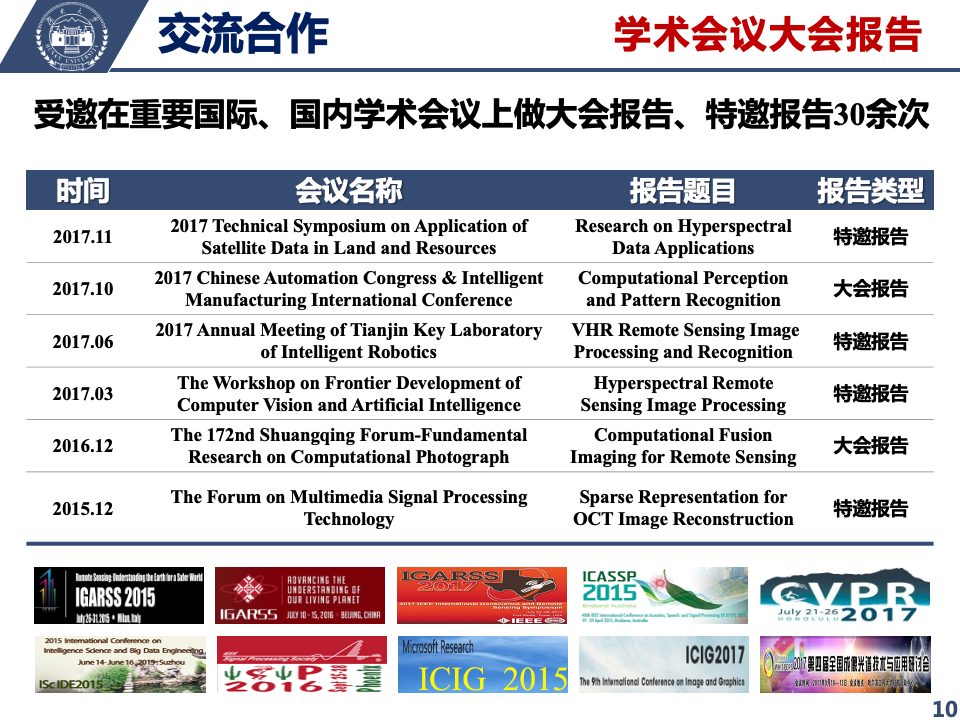 交流合作
学术会议大会报告
受邀在重要国际、国内学术会议上做大会报告、特邀报告30余次
时间 会议名称 报告题目 报告类型
2017.11
2017 Technical Symposium on Application of
Satellite Data in Land and Resources
Research on Hyperspectral
Data Applications
特邀报告
2017.10
2017 Chinese Automation Congress & Intelligent
Manufacturing International Conference
Computational Perception
and Pattern Recognition
大会报告
2017.06
2017 Annual Meeting of Tianjin Key Laboratory
of Intelligent Robotics
VHR Remote Sensing Image
Processing and Recognition
特邀报告
2017.03
The Workshop on Frontier Development of
Computer Vision and Artificial Intelligence
Hyperspectral Remote
Sensing Image Processing
特邀报告
2016.12
The 172nd Shuangqing Forum-Fundamental
Research on Computational Photograph
Computational Fusion
Imaging for Remote Sensing
大会报告
2015.12
The Forum on Multimedia Signal Processing
Technology
Sparse Representation for
OCT Image Reconstruction
特邀报告
Remote Sensing: Understanding the Earth for a Safer World
IGARSS 2015
July 26-31, 2015 • Milan, Italy
IGARSS
ADVANCING THE
UNDERSTANDING OF
OUR LIVING PLANET
JULY 10 - 15, 2016 · BEIJING, CHINA
IGARSS
2017
2017 IEEE International Geoscience and Remote
Sensing Symposium
IEEE
ICASSP
2015
Brisbane Australia
CVPR
July 21-26
HONOLULU 2017
2015 International Conference on
Intelligence Science and Big Data Engineering
June 14- June 16, 2015, Suzhou
IScIDE2015
IEEE
Signal Processing Society
2016
Phoenix
Microsoft Research
ICIG 2015
ICIG2017
The 9th International Conference on Image and Graphics
2017第四届全国成像光谱技术与应用研讨会
10